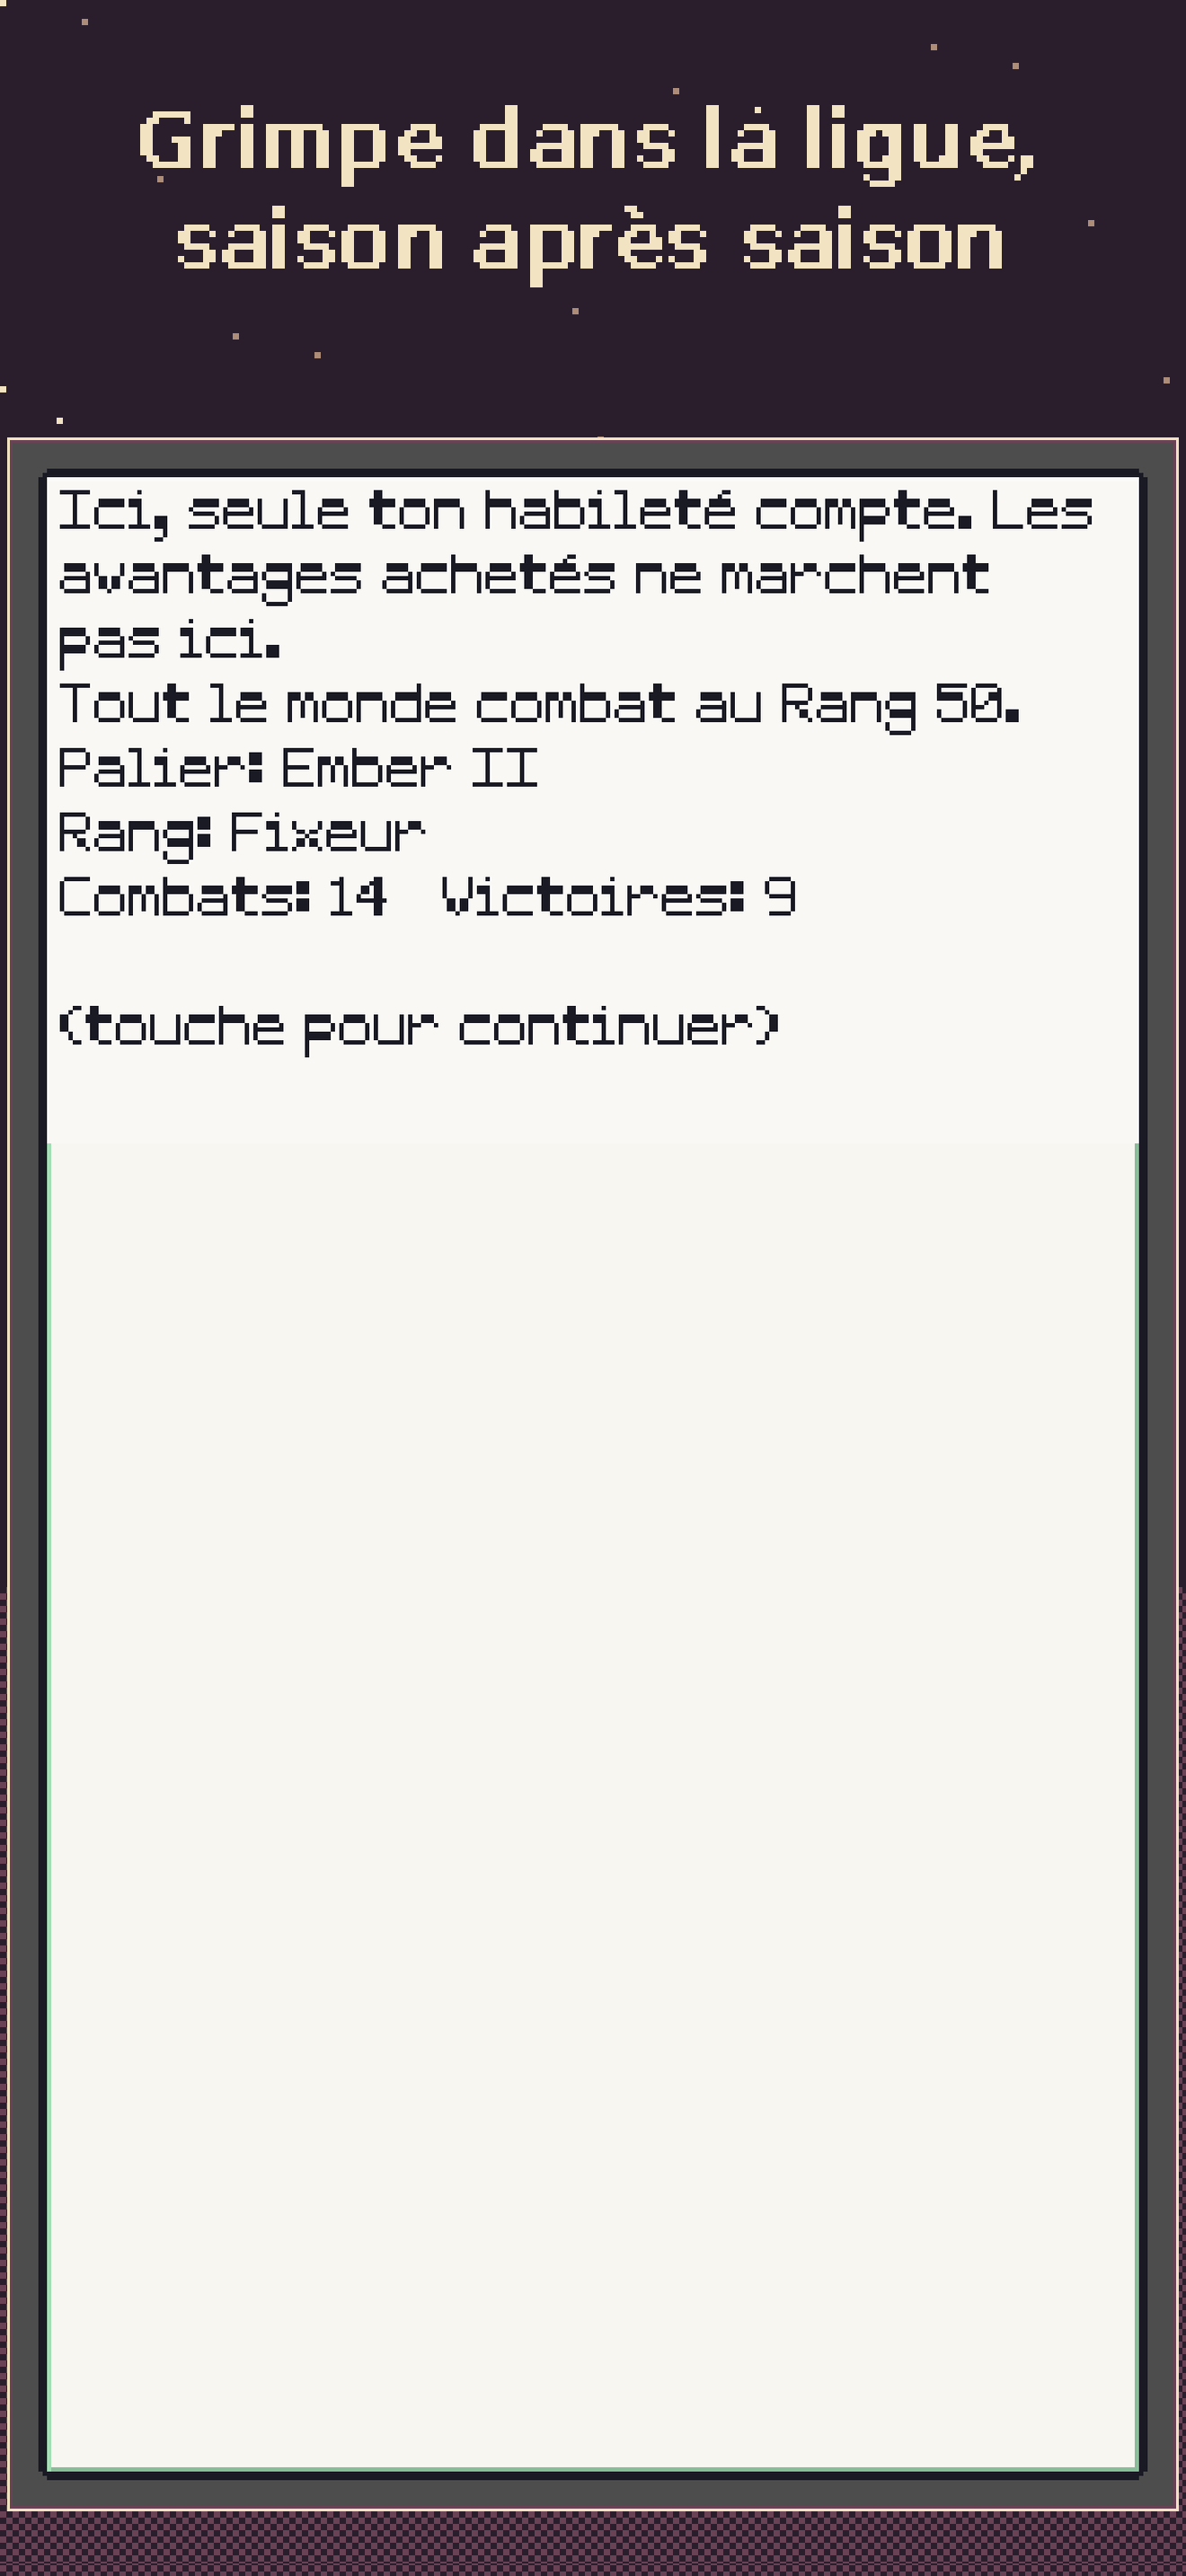 Grimpe dans la ligue,
saison après saison
Ici, seule ton habileté compte. Les
avantages achetés ne marchent
pas ici.
Tout le monde combat au Rang 50.
Palier: Ember II
Rang: Fixeur
Combats: 14  Victoires: 9
(touche pour continuer)